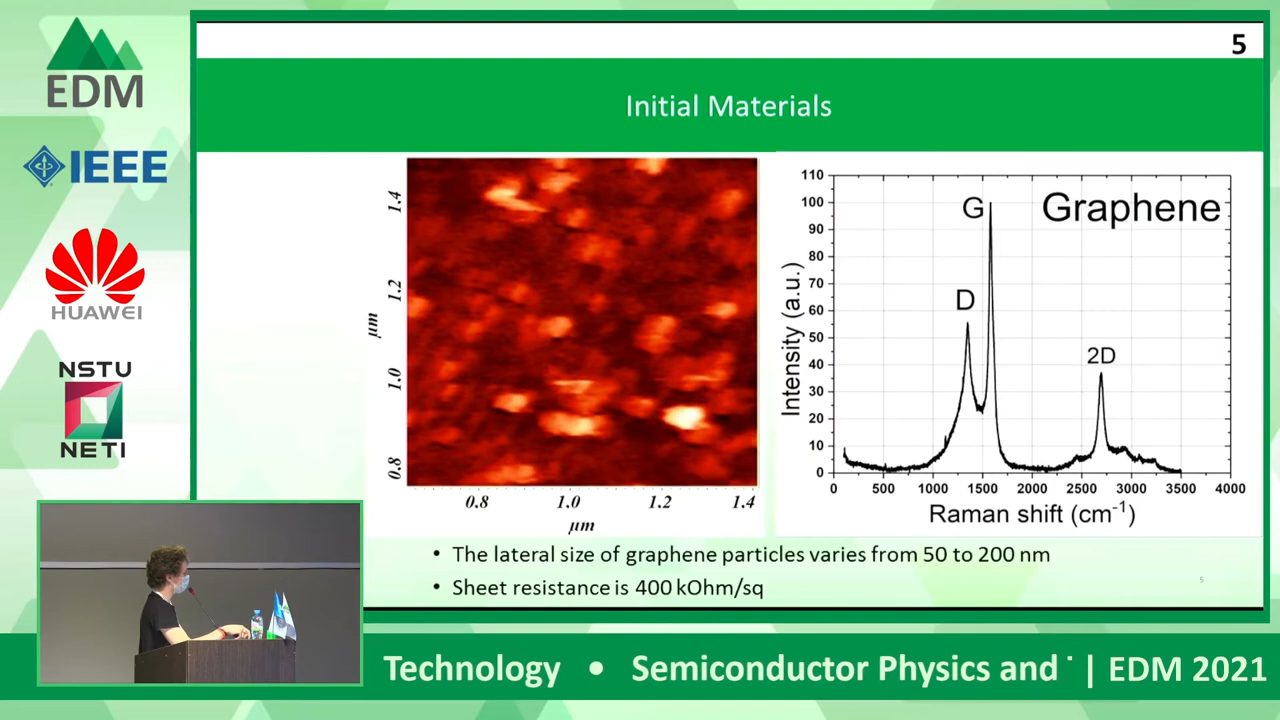 5
EDM
IEEE
HUAWEI
NSTU
NETI
Initial Materials
1.4
1.2
1.0
0.8
μm
0.8 1.0 1.2 1.4
μm
Graphene
G
D
2D
110
100
90
80
70
60
50
40
30
20
10
0
Intensity (a.u.)
0 500 1000 1500 2000 2500 3000 3500 4000
Raman shift (cm⁻¹)
• The lateral size of graphene particles varies from 50 to 200 nm
• Sheet resistance is 400 kOhm/sq
5
Technology • Semiconductor Physics and | EDM 2021